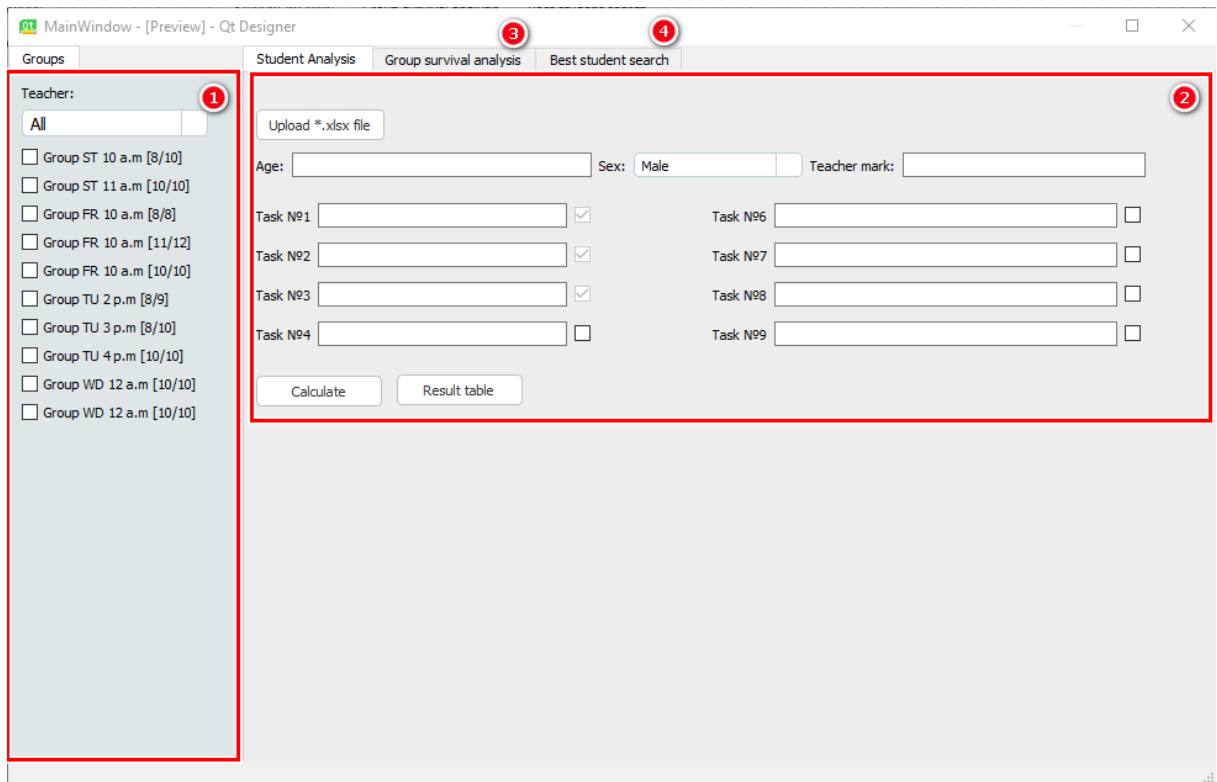 MainWindow - [Preview] - Qt Designer
3
4
Groups
Student Analysis
Group survival analysis
Best student search
Teacher:
1
All
Group ST 10 a.m [8/10]
Group ST 11 a.m [10/10]
Group FR 10 a.m [8/8]
Group FR 10 a.m [11/12]
Group FR 10 a.m [10/10]
Group TU 2 p.m [8/9]
Group TU 3 p.m [8/10]
Group TU 4 p.m [10/10]
Group WD 12 a.m [10/10]
Group WD 12 a.m [10/10]
2
Upload *.xlsx file
Age:
Sex: Male
Teacher mark:
Task №1
Task №6
Task №2
Task №7
Task №3
Task №8
Task №4
Task №9
Calculate
Result table